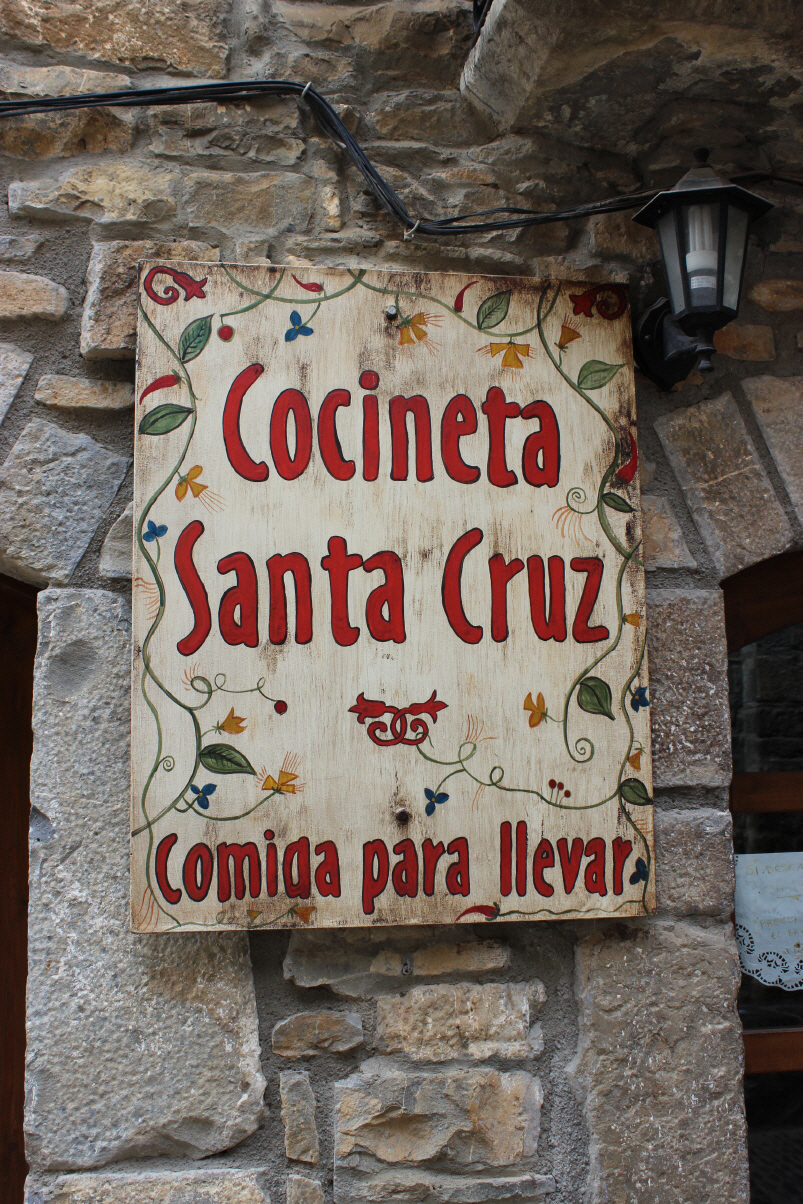 Cocineta
Santa Cruz
Comida para llevar